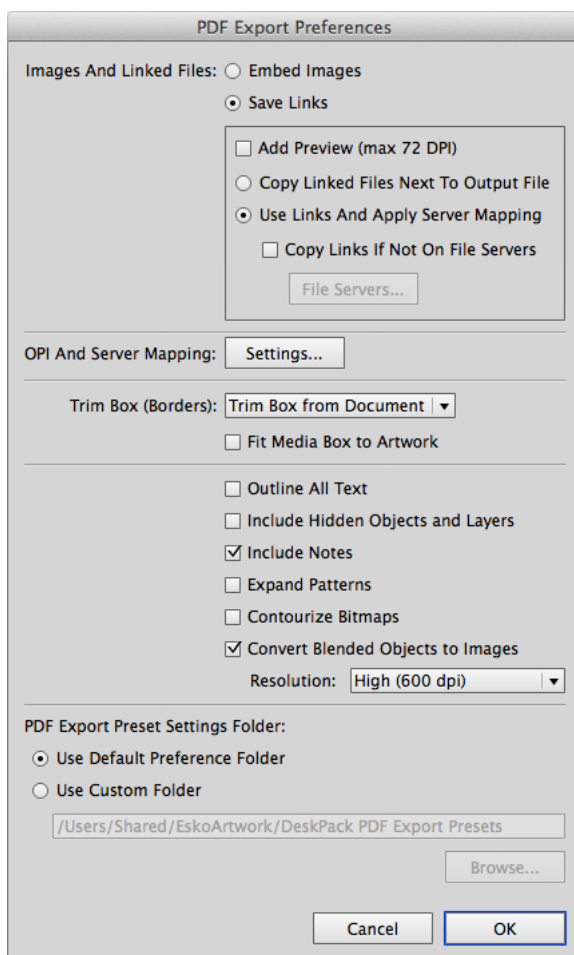 PDF Export Preferences
Images And Linked Files: Embed Images
Save Links
Add Preview (max 72 DPI)
Copy Linked Files Next To Output File
Use Links And Apply Server Mapping
Copy Links If Not On File Servers
File Servers...
OPI And Server Mapping: Settings...
Trim Box (Borders): Trim Box from Document
Fit Media Box to Artwork
Outline All Text
Include Hidden Objects and Layers
Include Notes
Expand Patterns
Contourize Bitmaps
Convert Blended Objects to Images
Resolution: High (600 dpi)
PDF Export Preset Settings Folder:
Use Default Preference Folder
Use Custom Folder
/Users/Shared/EskoArtwork/DeskPack PDF Export Presets
Browse...
Cancel OK